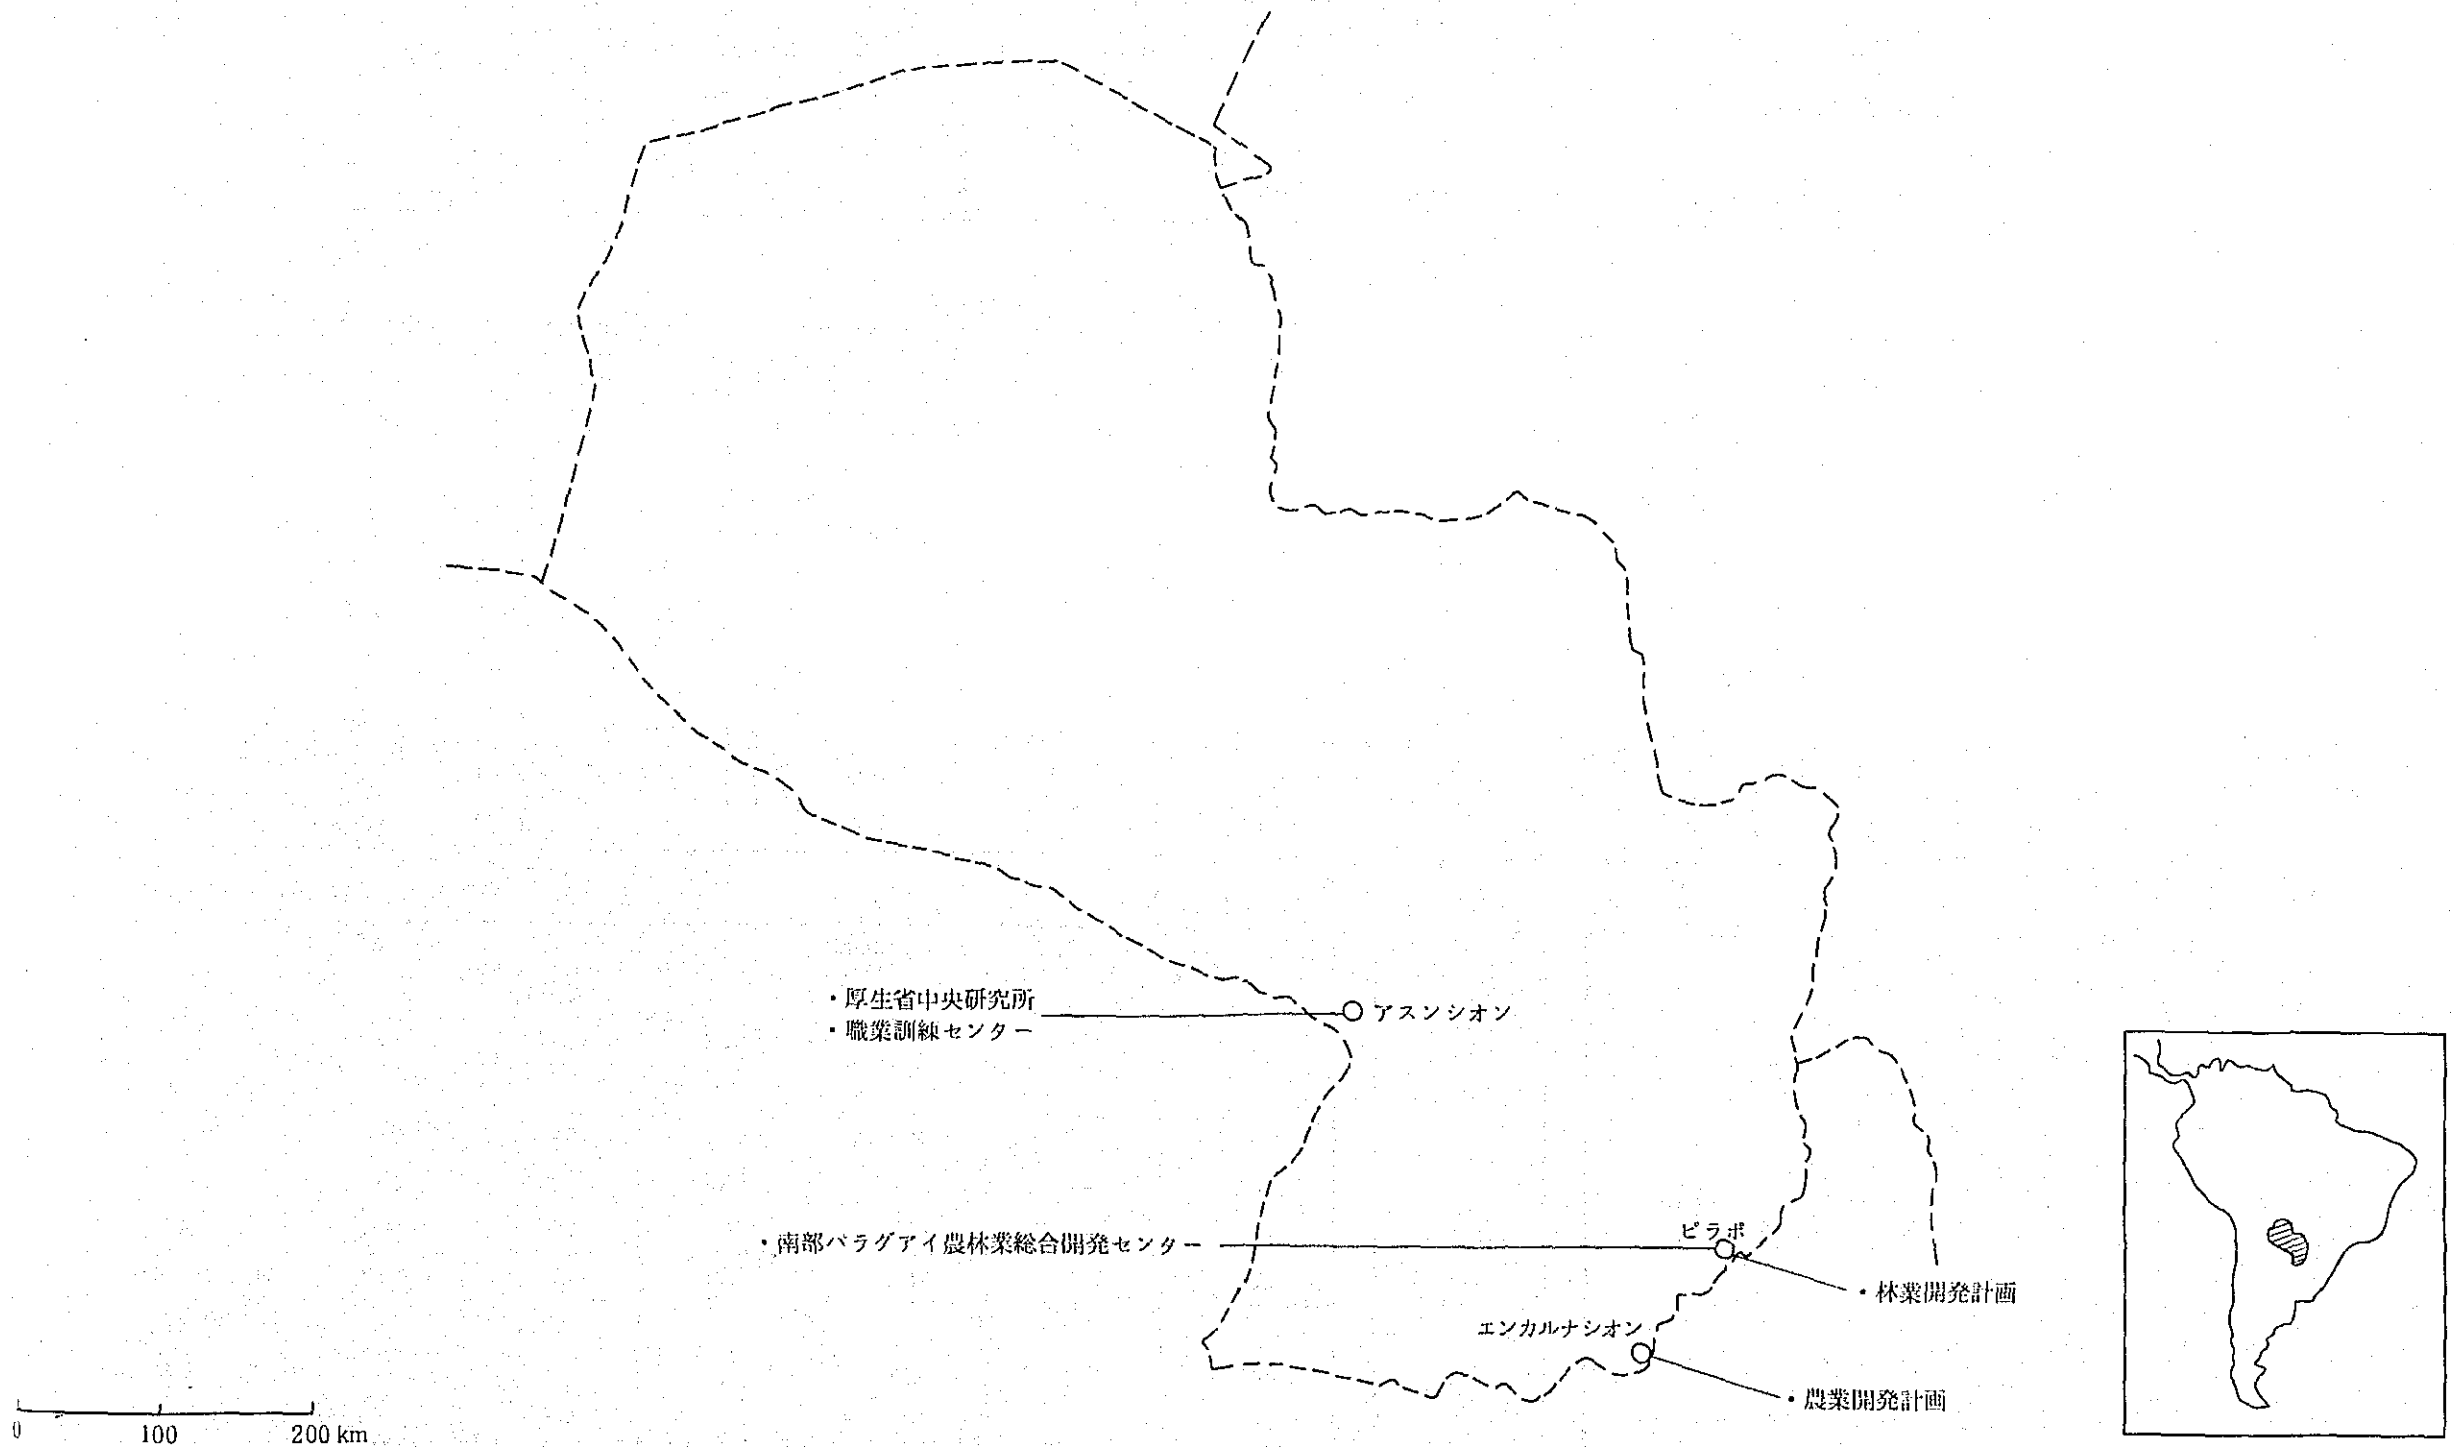 ・厚生省中央研究所
・職業訓練センター
アスンシオン
・南部パラグアイ農林業総合開発センター
ピラポ
・林業開発計画
エンカルナシオン
・農業開発計画
0 100 200 km